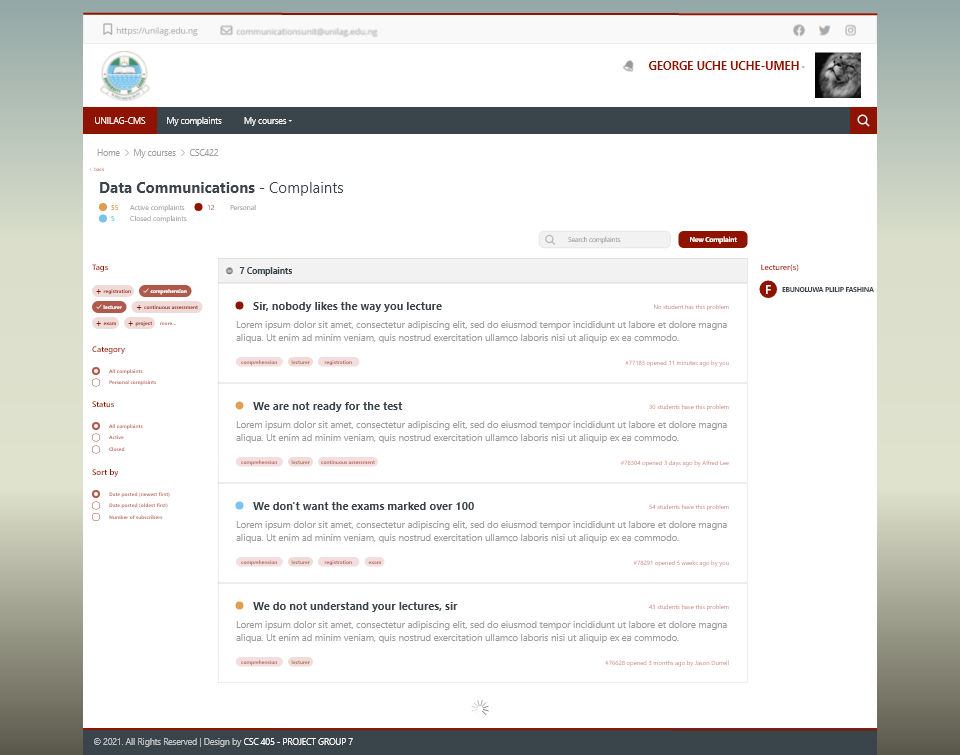 https://unilag.edu.ng communicationsunit@unilag.edu.ng
GEORGE UCHE UCHE-UMEH
UNILAG-CMS My complaints My courses
Home > My courses > CSC422
< back
Data Communications - Complaints
55 Active complaints 12 Personal
5 Closed complaints
Search complaints New Complaint
Tags
+ registration comprehension
lecturer + continuous assessment
+ exam + project more...
Category
All complaints
Personal complaints
Status
All complaints
Active
Closed
Sort by
Date posted (newest first)
Date posted (oldest first)
Number of subscribers
7 Complaints
Sir, nobody likes the way you lecture No student has this problem
Lorem ipsum dolor sit amet, consectetur adipiscing elit, sed do eiusmod tempor incididunt ut labore et dolore magna
aliqua. Ut enim ad minim veniam, quis nostrud exercitation ullamco laboris nisi ut aliquip ex ea commodo.
comprehension lecturer registration #77183 opened 11 minutes ago by you
We are not ready for the test 30 students have this problem
Lorem ipsum dolor sit amet, consectetur adipiscing elit, sed do eiusmod tempor incididunt ut labore et dolore magna
aliqua. Ut enim ad minim veniam, quis nostrud exercitation ullamco laboris nisi ut aliquip ex ea commodo.
comprehension lecturer continuous assessment #78304 opened 3 days ago by Alfred Lee
We don't want the exams marked over 100 54 students have this problem
Lorem ipsum dolor sit amet, consectetur adipiscing elit, sed do eiusmod tempor incididunt ut labore et dolore magna
aliqua. Ut enim ad minim veniam, quis nostrud exercitation ullamco laboris nisi ut aliquip ex ea commodo.
comprehension lecturer registration exam #78291 opened 5 weeks ago by you
We do not understand your lectures, sir 43 students have this problem
Lorem ipsum dolor sit amet, consectetur adipiscing elit, sed do eiusmod tempor incididunt ut labore et dolore magna
aliqua. Ut enim ad minim veniam, quis nostrud exercitation ullamco laboris nisi ut aliquip ex ea commodo.
comprehension lecturer #76628 opened 3 months ago by Jason Durrell
Lecturer(s)
F EBUNOLUWA PLILIP FASHINA
© 2021. All Rights Reserved | Design by CSC 405 - PROJECT GROUP 7